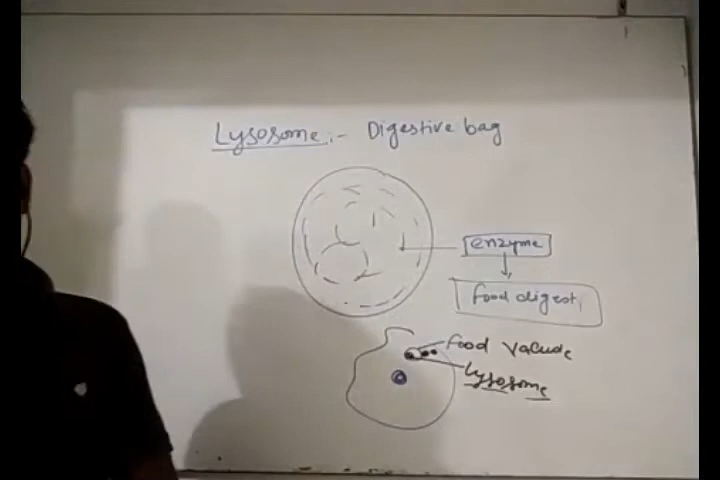 Lysosome :- Digestive bag
enzyme
food digest
food vacuole
Lysosome